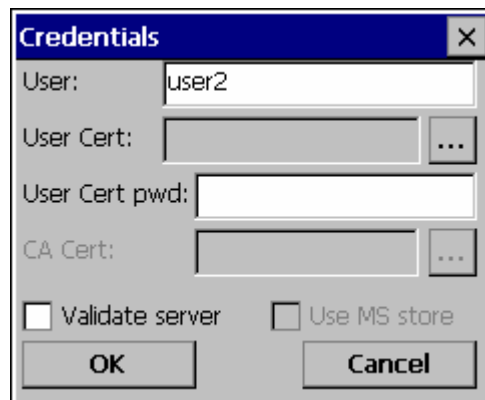 Credentials
User: user2
User Cert: ...
User Cert pwd:
CA Cert: ...
Validate server Use MS store
OK Cancel